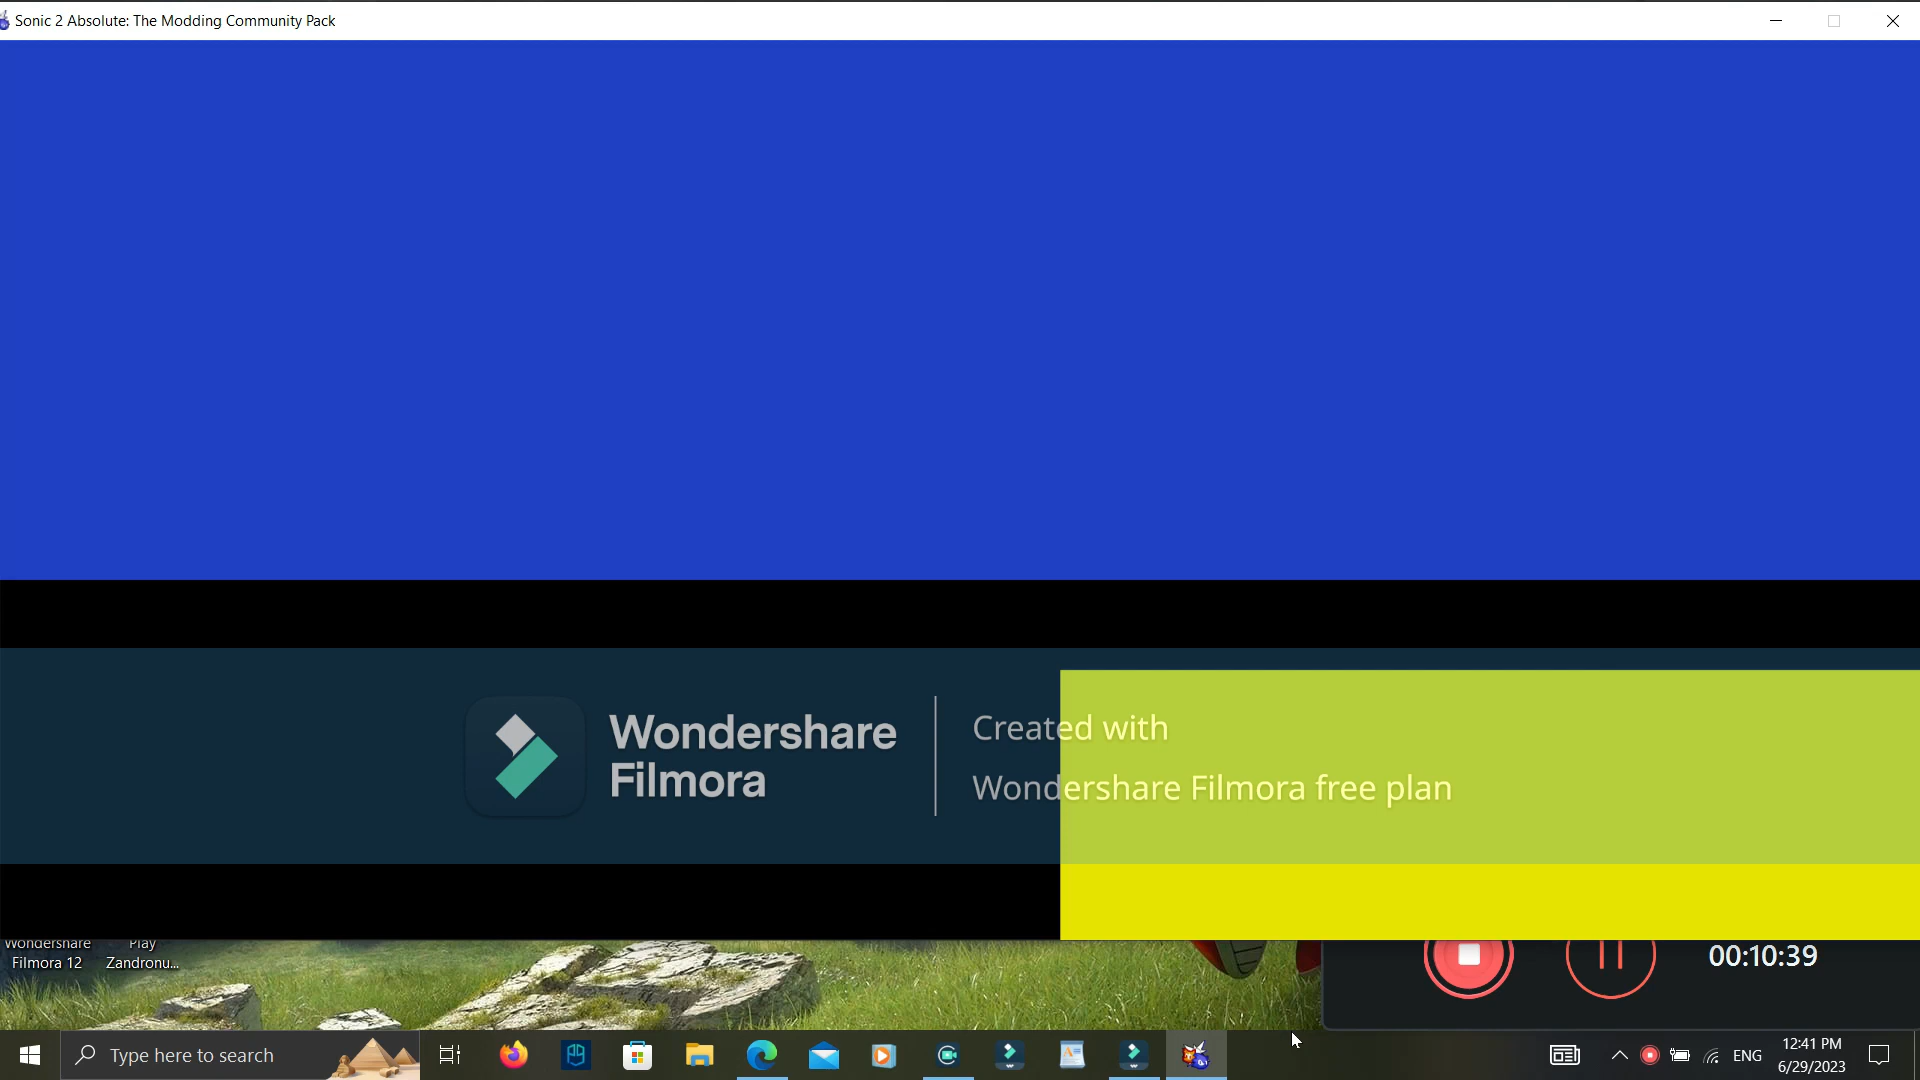 Sonic 2 Absolute: The Modding Community Pack
Wondershare
Filmora
Created with
Wondershare Filmora free plan
Wondershare
Filmora 12
Play
Zandronu...
00:10:39
Type here to search
ENG
12:41 PM
6/29/2023